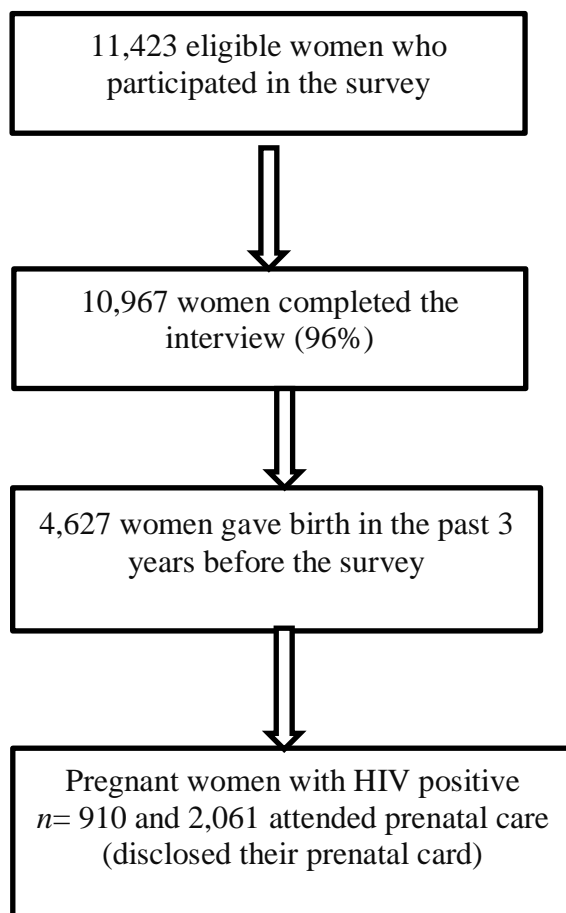 11,423 eligible women who
participated in the survey
10,967 women completed the
interview (96%)
4,627 women gave birth in the past 3
years before the survey
Pregnant women with HIV positive
n= 910 and 2,061 attended prenatal care
(disclosed their prenatal card)